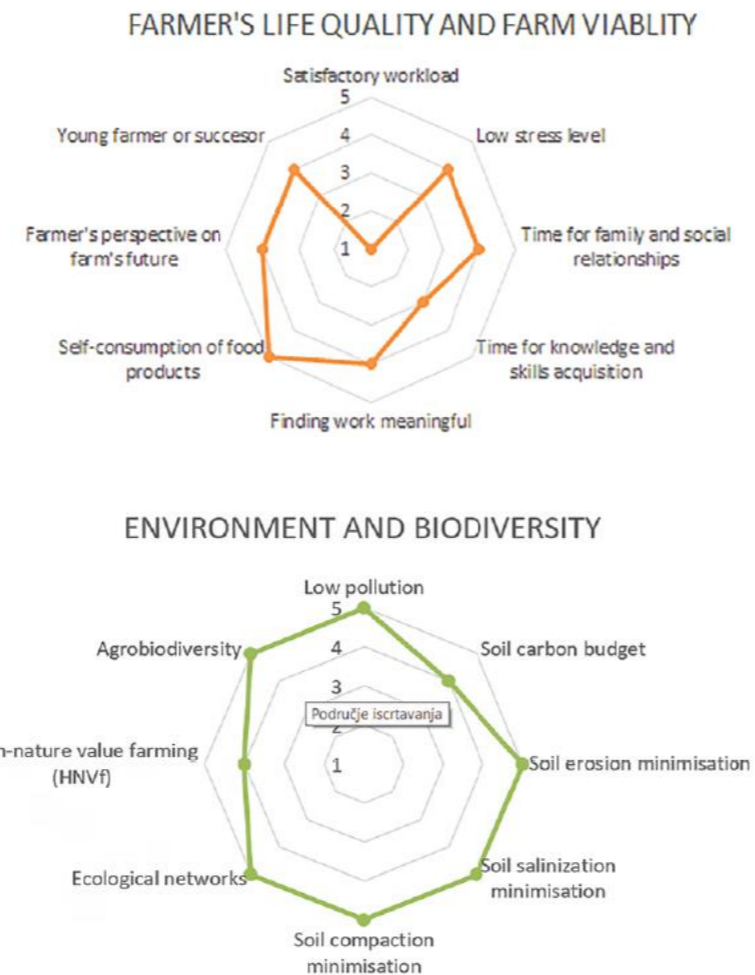 FARMER'S LIFE QUALITY AND FARM VIABLITY
Satisfactory workload
5
Young farmer or succesor
4
Low stress level
3
2
Farmer's perspective on
farm's future
1
Time for family and social
relationships
Self-consumption of food
products
Time for knowledge and
skills acquisition
Finding work meaningful
ENVIRONMENT AND BIODIVERSITY
Low pollution
5
Agrobiodiversity
4
Soil carbon budget
3
Područje iscrtavanja
2
n-nature value farming
(HNVf)
1
Soil erosion minimisation
Ecological networks
Soil salinization
minimisation
Soil compaction
minimisation